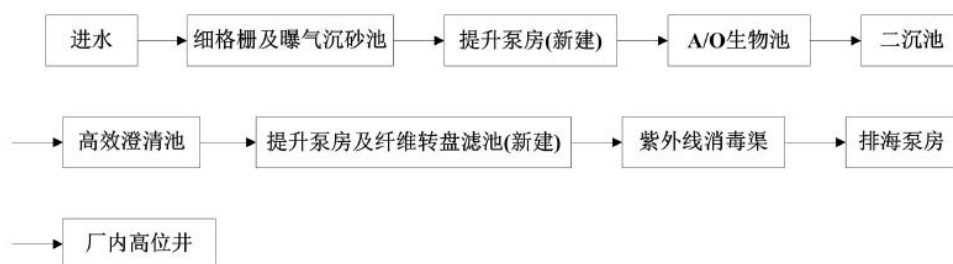 进水
细格栅及曝气沉砂池
提升泵房(新建)
A/O生物池
二沉池
高效澄清池
提升泵房及纤维转盘滤池(新建)
紫外线消毒渠
排海泵房
厂内高位井